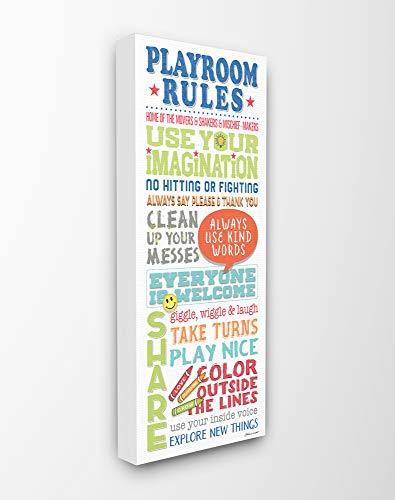 PLAYROOM
RULES
HOME OF THE MOVERS & SHAKERS & MISCHIEF-MAKERS
USE YOUR
iMAGINATION
NO HITTING OR FIGHTING
ALWAYS SAY PLEASE & THANK YOU
CLEAN
UP YOUR
MESSES
ALWAYS
USE KIND
WORDS
EVERYONE
IS WELCOME
SHARE
giggle, wiggle & laugh
TAKE TURNS
PLAY NICE
COLOR
OUTSIDE
THE LINES
use your inside voice
EXPLORE NEW THINGS